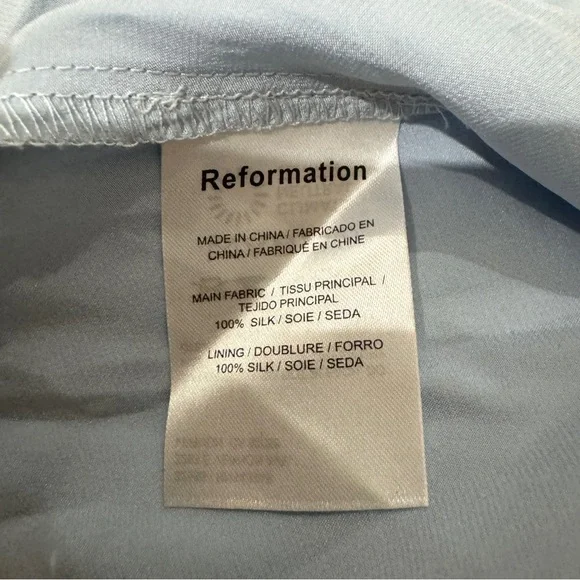 Reformation
MADE IN CHINA / FABRICADO EN
CHINA / FABRIQUÉ EN CHINE
MAIN FABRIC / TISSU PRINCIPAL /
TEJIDO PRINCIPAL
100% SILK / SOIE / SEDA
LINING / DOUBLURE / FORRO
100% SILK / SOIE / SEDA